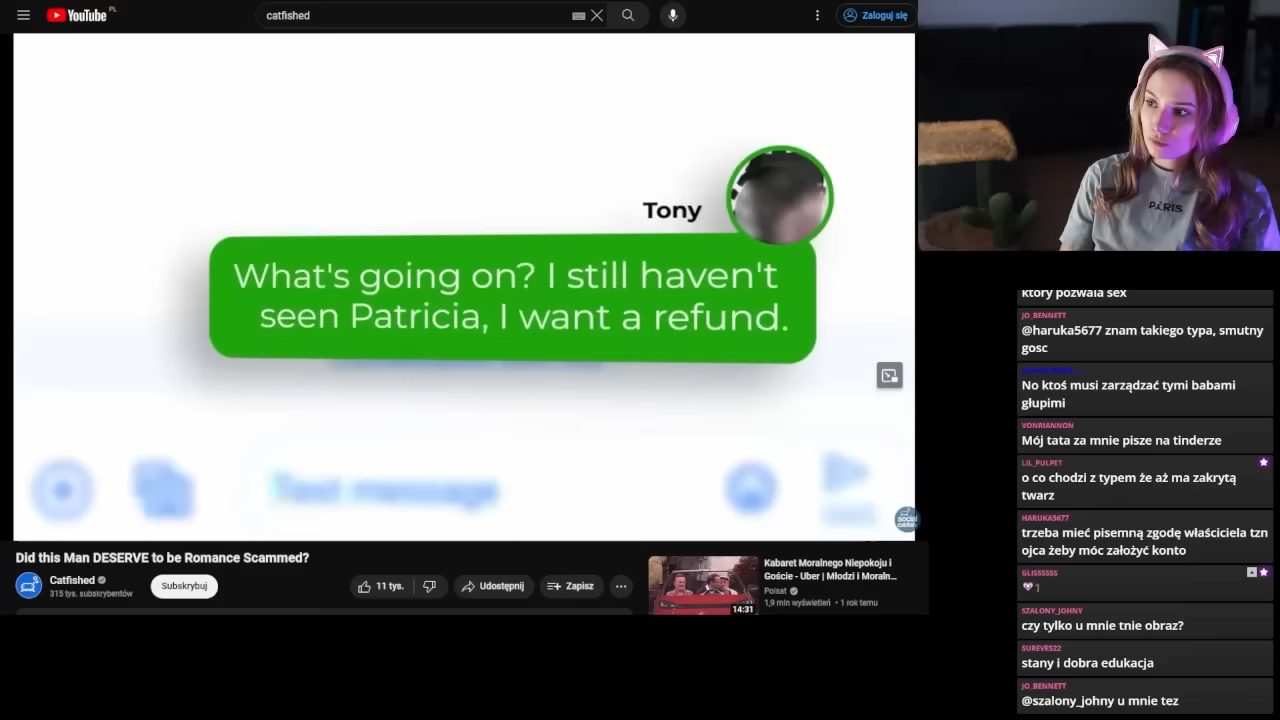 YouTube PL
catfished
Zaloguj się
Tony
What's going on? I still haven't
seen Patricia, I want a refund.
Text message
social
catfish
Did this Man DESERVE to be Romance Scammed?
Catfished
315 tys. subskrybentów
Subskrybuj
11 tys.
Udostępnij
Zapisz
14:31
Kabaret Moralnego Niepokoju i
Goście - Uber | Młodzi i Moraln...
Polsat
1,9 mln wyświetleń • 1 rok temu
PARIS
który pozwala sex
JO_BENNETT
@haruka5677 znam takiego typa, smutny
gosc
No ktoś musi zarządzać tymi babami
głupimi
VONRIANNON
Mój tata za mnie pisze na tinderze
LIL_PULPET
o co chodzi z typem że aż ma zakrytą
twarz
HARUKA5677
trzeba mieć pisemną zgodę właściciela tzn
ojca żeby móc założyć konto
GLISSSSSS
1
SZALONY_JOHNY
czy tylko u mnie tnie obraz?
SUREVES22
stany i dobra edukacja
JO_BENNETT
@szalony_johny u mnie tez